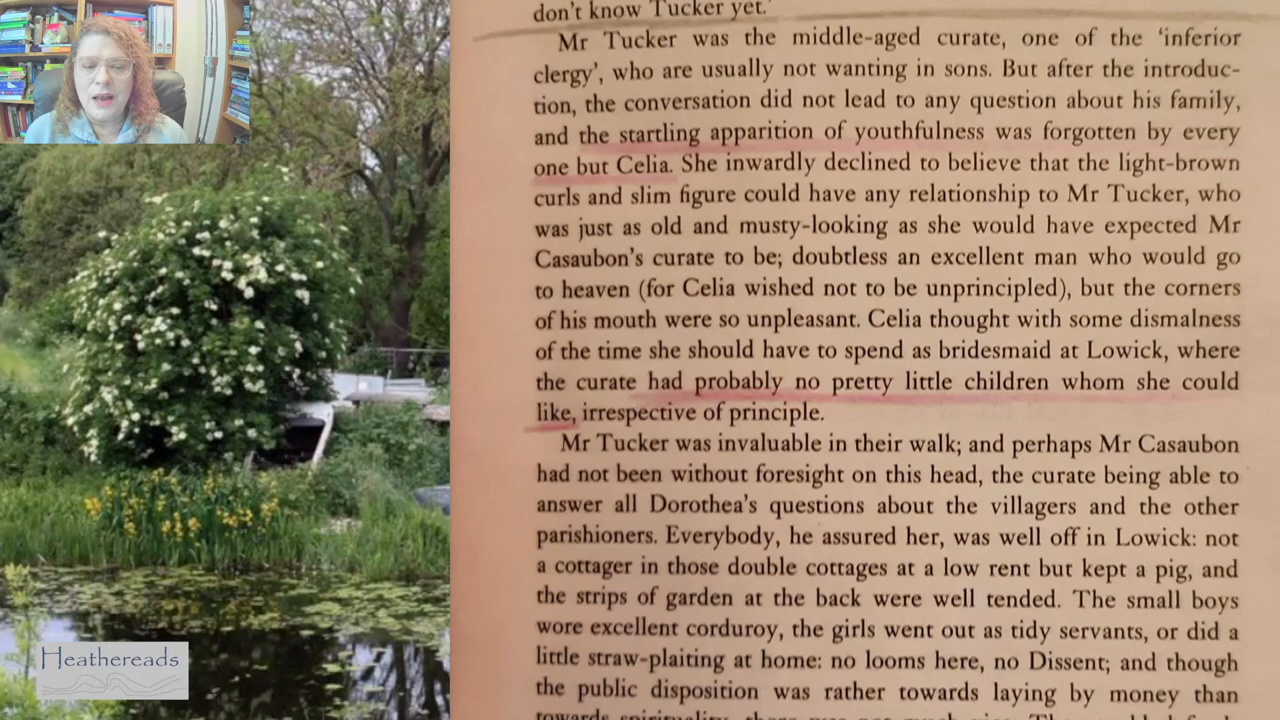 don't know Tucker yet.'
Mr Tucker was the middle-aged curate, one of the 'inferior
clergy', who are usually not wanting in sons. But after the introduc-
tion, the conversation did not lead to any question about his family,
and the startling apparition of youthfulness was forgotten by every
one but Celia. She inwardly declined to believe that the light-brown
curls and slim figure could have any relationship to Mr Tucker, who
was just as old and musty-looking as she would have expected Mr
Casaubon's curate to be; doubtless an excellent man who would go
to heaven (for Celia wished not to be unprincipled), but the corners
of his mouth were so unpleasant. Celia thought with some dismalness
of the time she should have to spend as bridesmaid at Lowick, where
the curate had probably no pretty little children whom she could
like, irrespective of principle.
Mr Tucker was invaluable in their walk; and perhaps Mr Casaubon
had not been without foresight on this head, the curate being able to
answer all Dorothea's questions about the villagers and the other
parishioners. Everybody, he assured her, was well off in Lowick: not
a cottager in those double cottages at a low rent but kept a pig, and
the strips of garden at the back were well tended. The small boys
wore excellent corduroy, the girls went out as tidy servants, or did a
little straw-plaiting at home: no looms here, no Dissent; and though
the public disposition was rather towards laying by money than
Heathereads